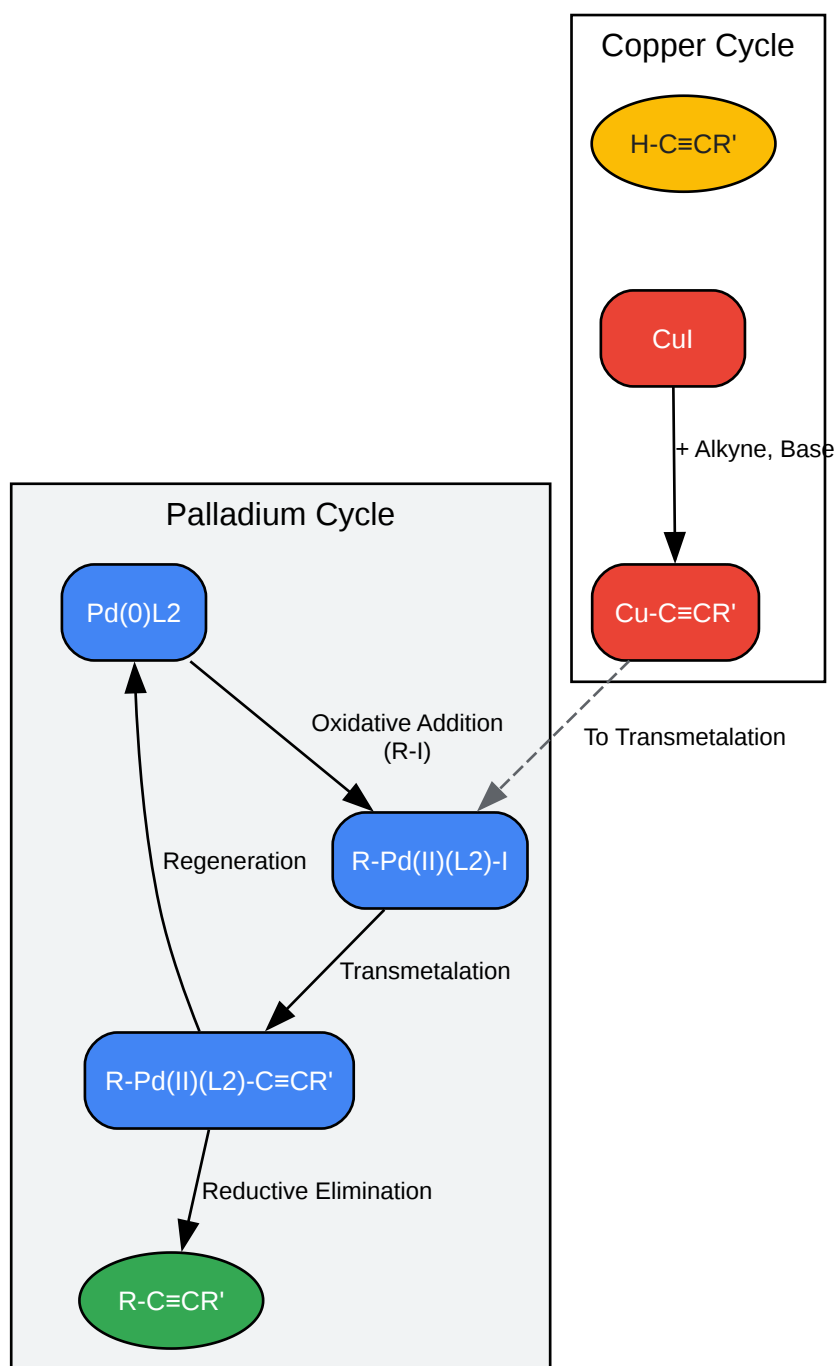 Copper Cycle
H-C≡CR'
CuI
+ Alkyne, Base
Palladium Cycle
Pd(0)L2
Cu-C≡CR'
Oxidative Addition
(R-I)
To Transmetalation
Regeneration
R-Pd(II)(L2)-I
Transmetalation
R-Pd(II)(L2)-C≡CR'
Reductive Elimination
R-C≡CR'